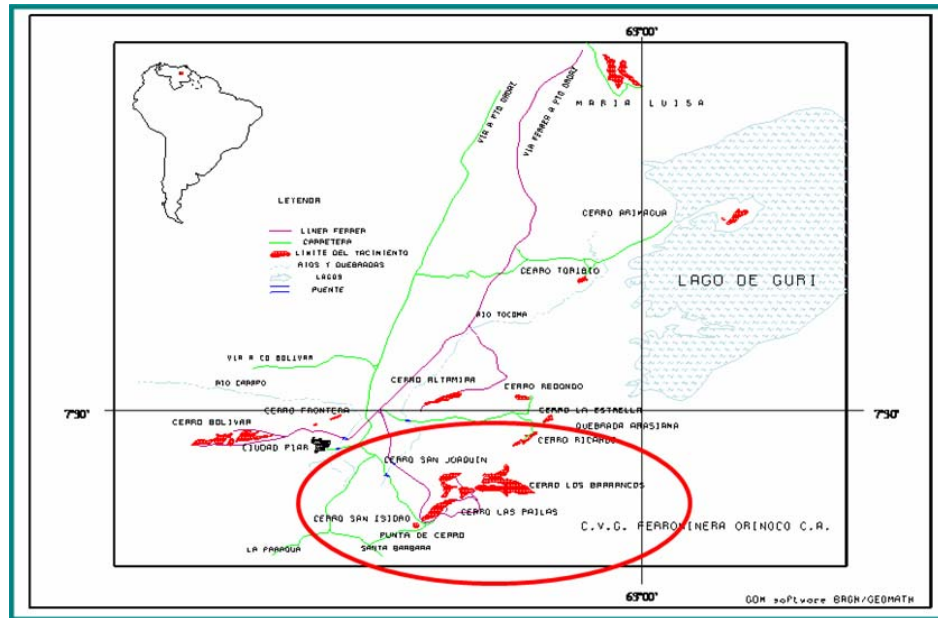 63°00'
MARIA LUISA
VIA A PTO ORDAZ
VIA FERREA A PTO ORDAZ
LEYENDA
LINEA FERREA
CARRETERA
LIMITE DEL YACIMIENTO
RIOS Y QUEBRADAS
LAGOS
PUENTE
CERRO ARIMAGUA
CERRO TORIBIO
LAGO DE GURI
RIO TOCOMA
VIA A CD BOLIVAR
RIO CARAPO
CERRO ALTAMIRA
CERRO REDONDO
7°30'
7°30'
CERRO FRONTERA
CERRO LA ESTRELLA
CERRO BOLIVAR
QUEBRADA ARASIANA
CIUDAD PIAR
CERRO RICARDO
CERRO SAN JOAQUIN
CERRO LOS BARRANCOS
CERRO SAN ISIDRO
CERRO LAS PAILAS
C.V.G. FERROMINERA ORINOCO C.A.
PUNTA DE CERRO
LA PARAGUA
SANTA BARBARA
63°00'
GDM software BRGM/GEOMATH